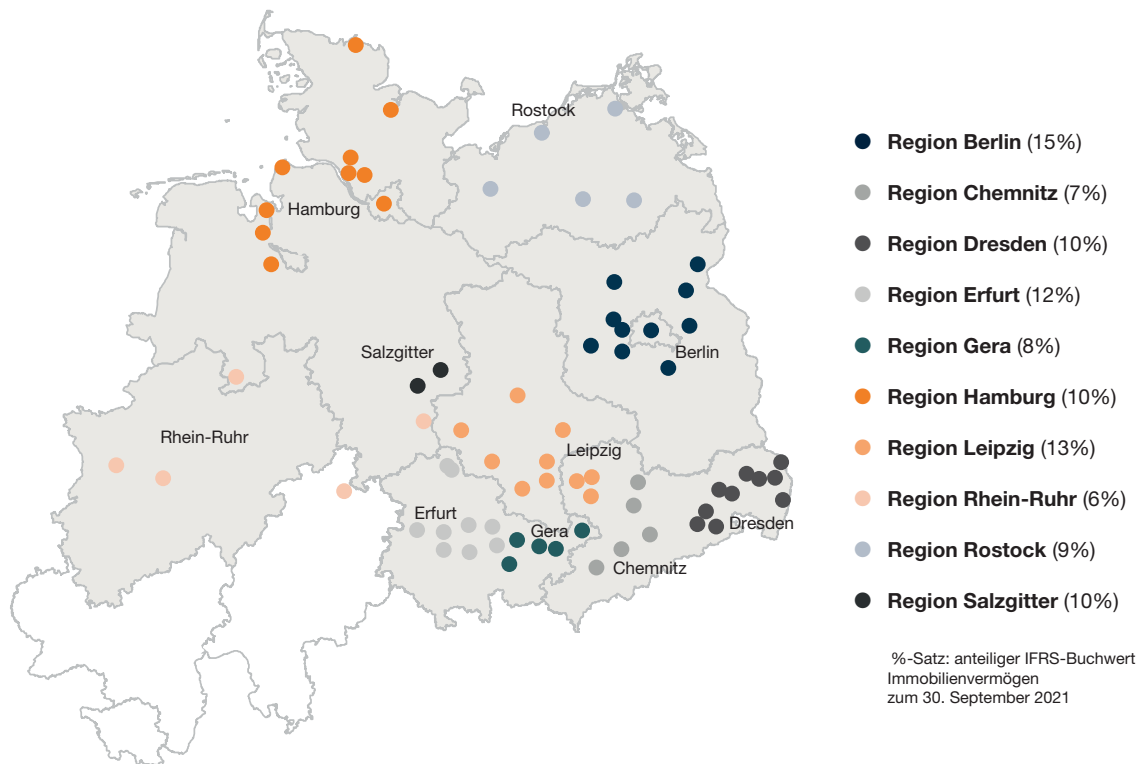 Rostock
Hamburg
Salzgitter
Berlin
Rhein-Ruhr
Leipzig
Erfurt
Gera
Dresden
Chemnitz
Region Berlin (15%)
Region Chemnitz (7%)
Region Dresden (10%)
Region Erfurt (12%)
Region Gera (8%)
Region Hamburg (10%)
Region Leipzig (13%)
Region Rhein-Ruhr (6%)
Region Rostock (9%)
Region Salzgitter (10%)
%-Satz: anteiliger IFRS-Buchwert
Immobilienvermögen
zum 30. September 2021